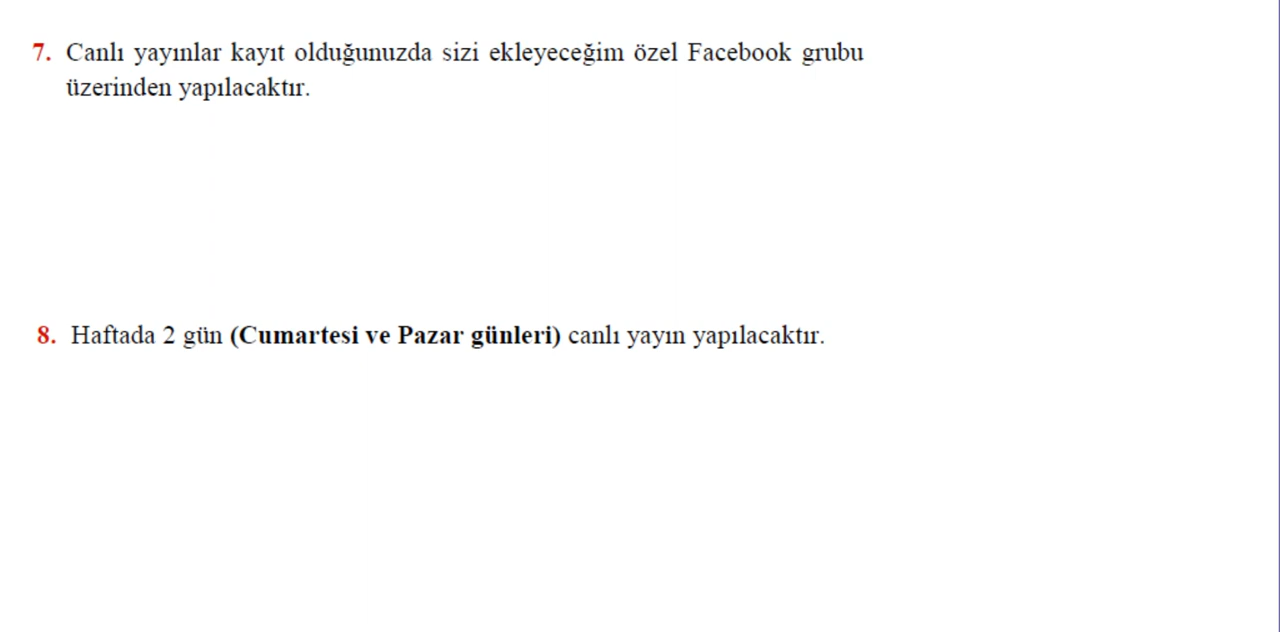 7. Canlı yayınlar kayıt olduğunuzda sizi ekleyeceğim özel Facebook grubu
üzerinden yapılacaktır.
8. Haftada 2 gün (Cumartesi ve Pazar günleri) canlı yayın yapılacaktır.